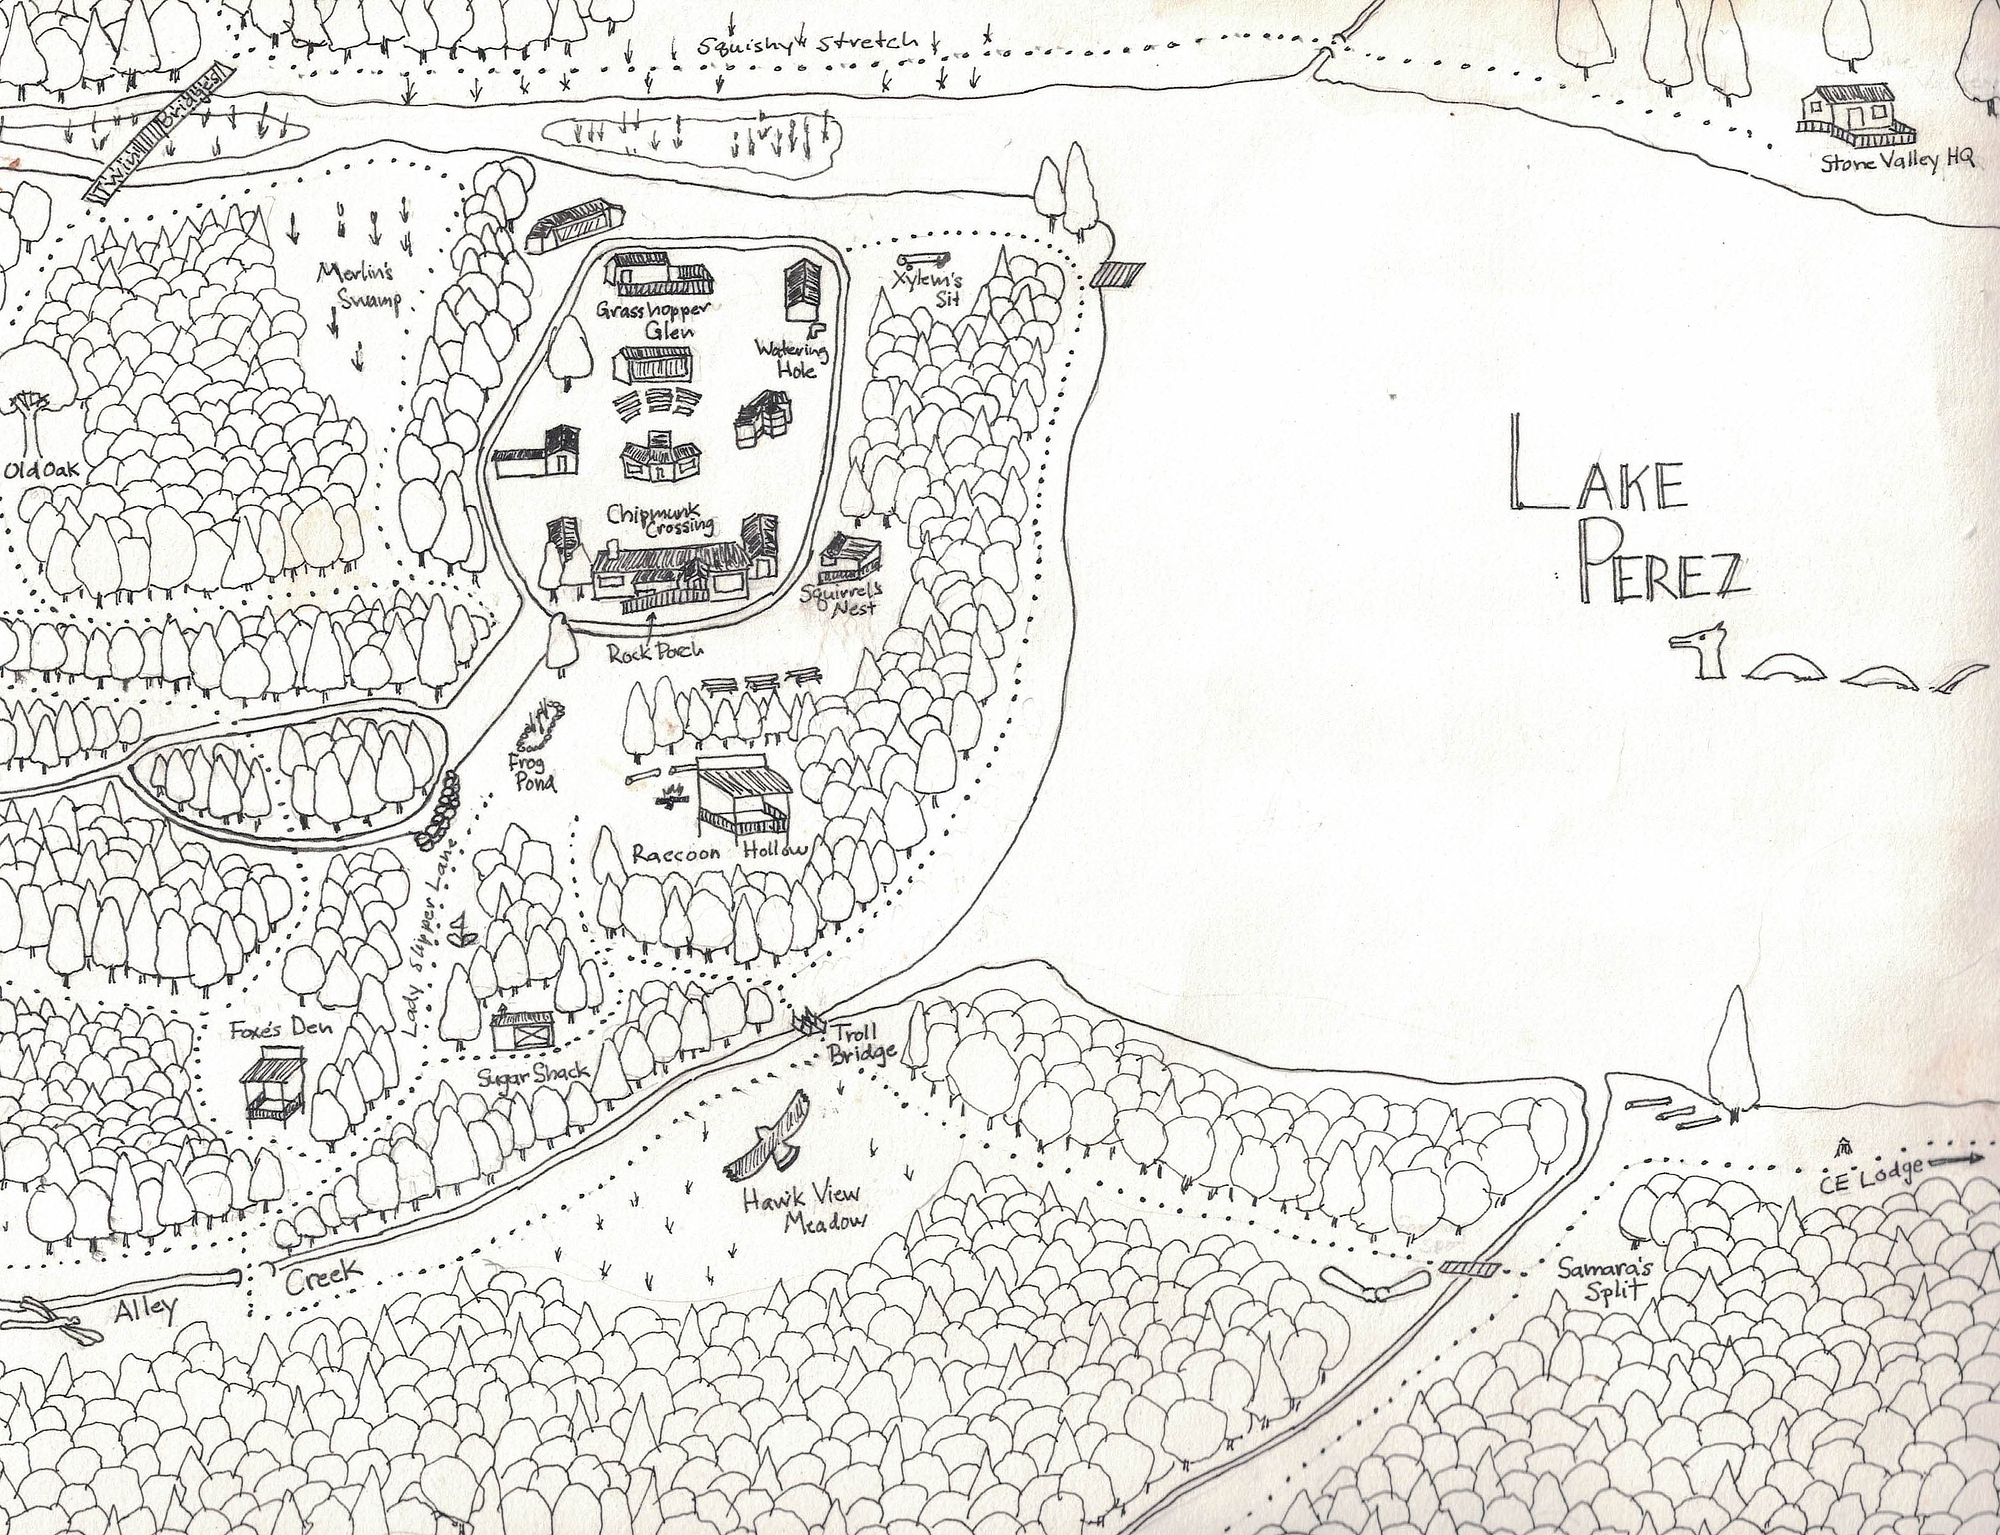 Squishy Stretch
Twin Bridges
Stone Valley HQ
Merlin's
Swamp
Xylem's
Sit
Grasshopper
Glen
Watering
Hole
Old Oak
LAKE
PEREZ
Chipmunk
Crossing
Squirrel's
Nest
Rock Porch
Frog
Pond
Raccoon Hollow
Lady Slipper Lane
Foxe's Den
Sugar Shack
Troll
Bridge
Hawk View
Meadow
CE Lodge
Samara's
Split
Creek
Alley